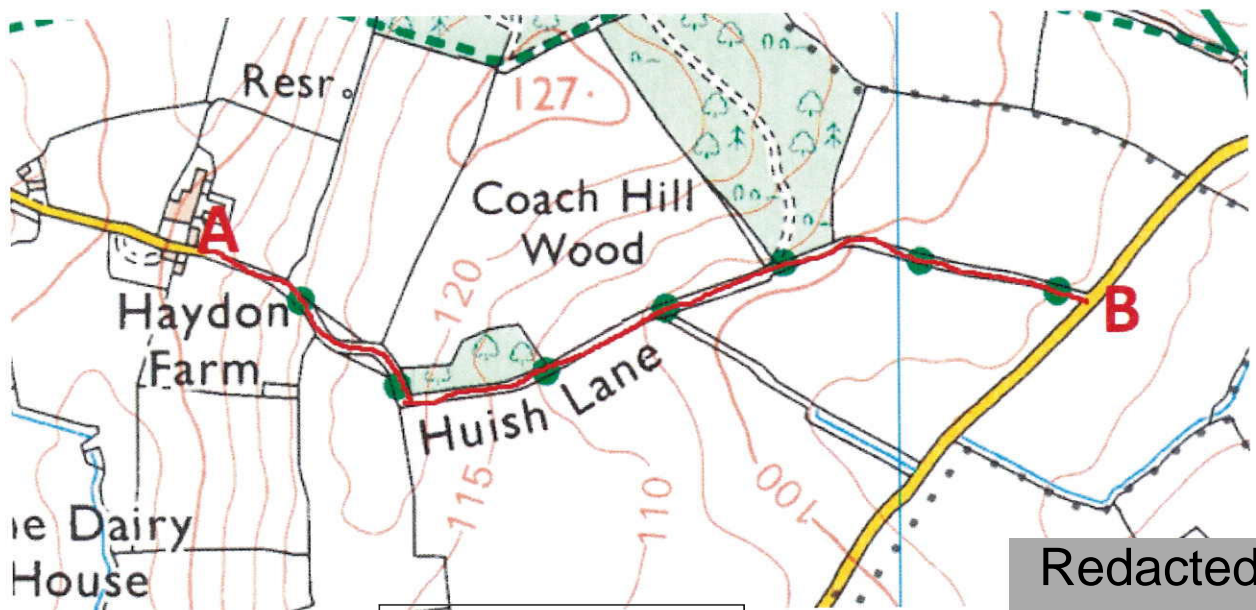 Resr.
127
Coach Hill
Wood
A
Haydon
Farm
120
Huish Lane
B
115
110
100
e Dairy
House
Redacted